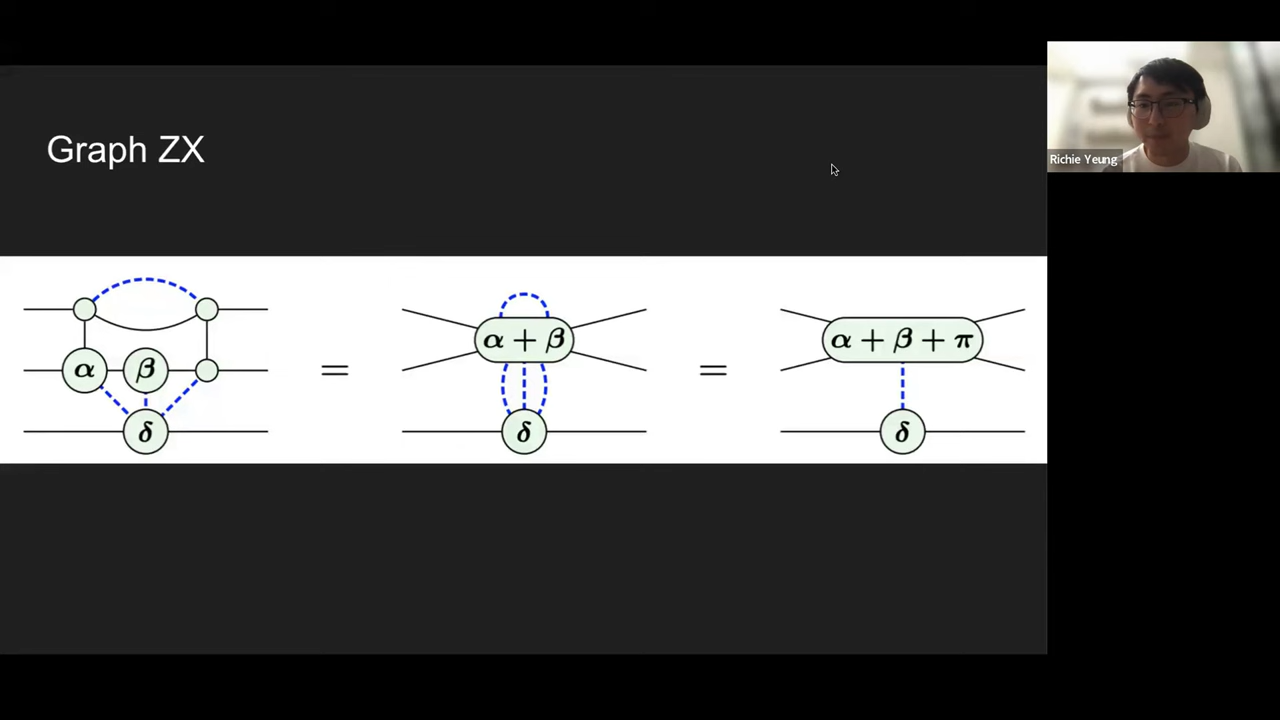 Graph ZX
Richie Yeung
α β
δ
=
α + β
δ
=
α + β + π
δ